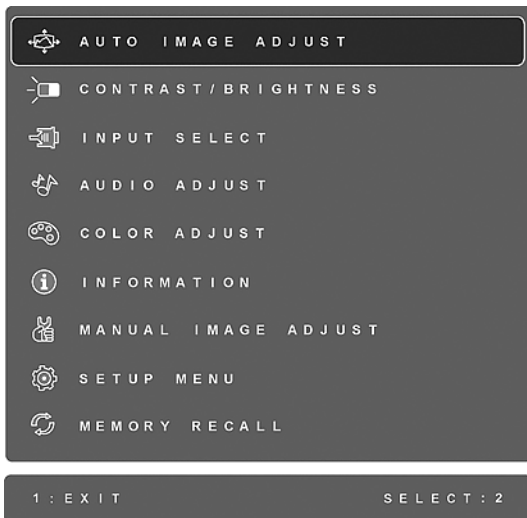 AUTO IMAGE ADJUST
CONTRAST/BRIGHTNESS
INPUT SELECT
AUDIO ADJUST
COLOR ADJUST
INFORMATION
MANUAL IMAGE ADJUST
SETUP MENU
MEMORY RECALL
1:EXIT SELECT:2